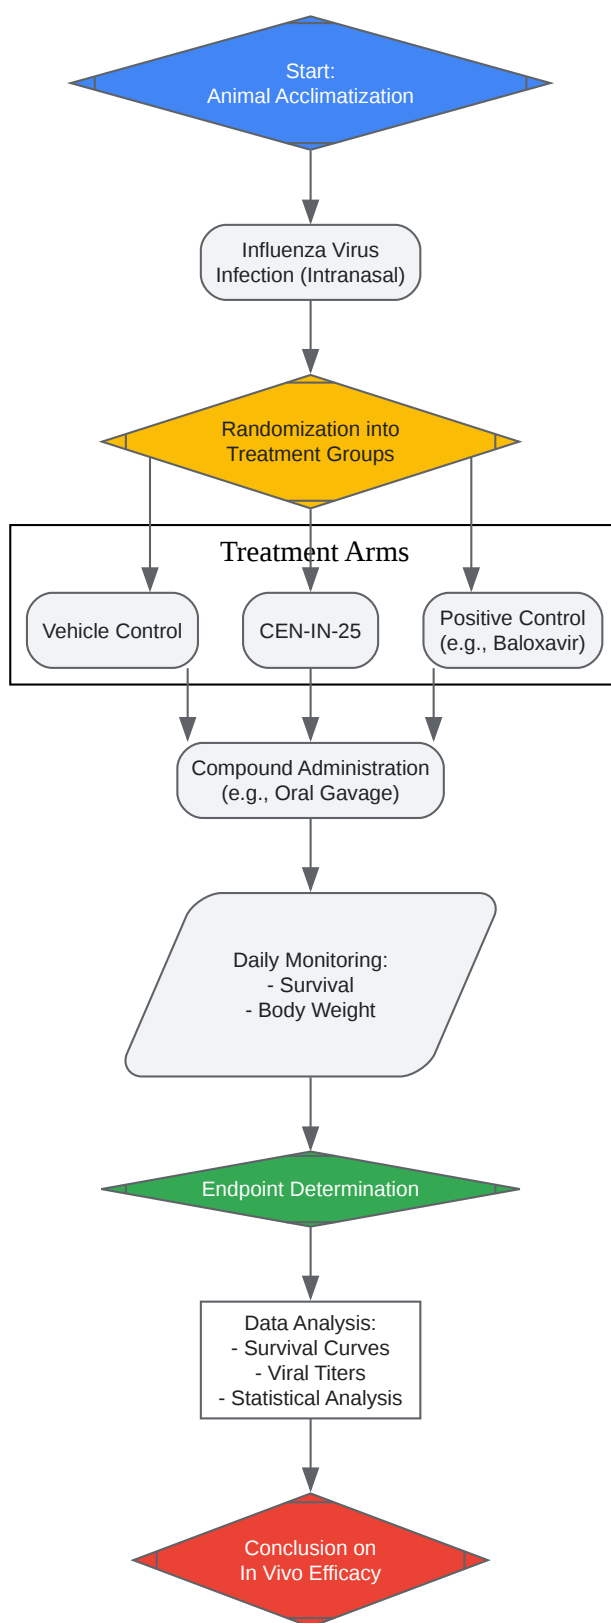 Start:
Animal Acclimatization
Influenza Virus
Infection (Intranasal)
Randomization into
Treatment Groups
Treatment Arms
Vehicle Control
CEN-IN-25
Positive Control
(e.g., Baloxavir)
Compound Administration
(e.g., Oral Gavage)
Daily Monitoring:
- Survival
- Body Weight
Endpoint Determination
Data Analysis:
- Survival Curves
- Viral Titers
- Statistical Analysis
Conclusion on
In Vivo Efficacy